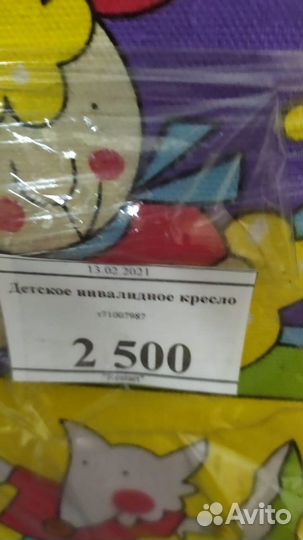 13.02.2021
Детское инвалидное кресло
2 500
Avito